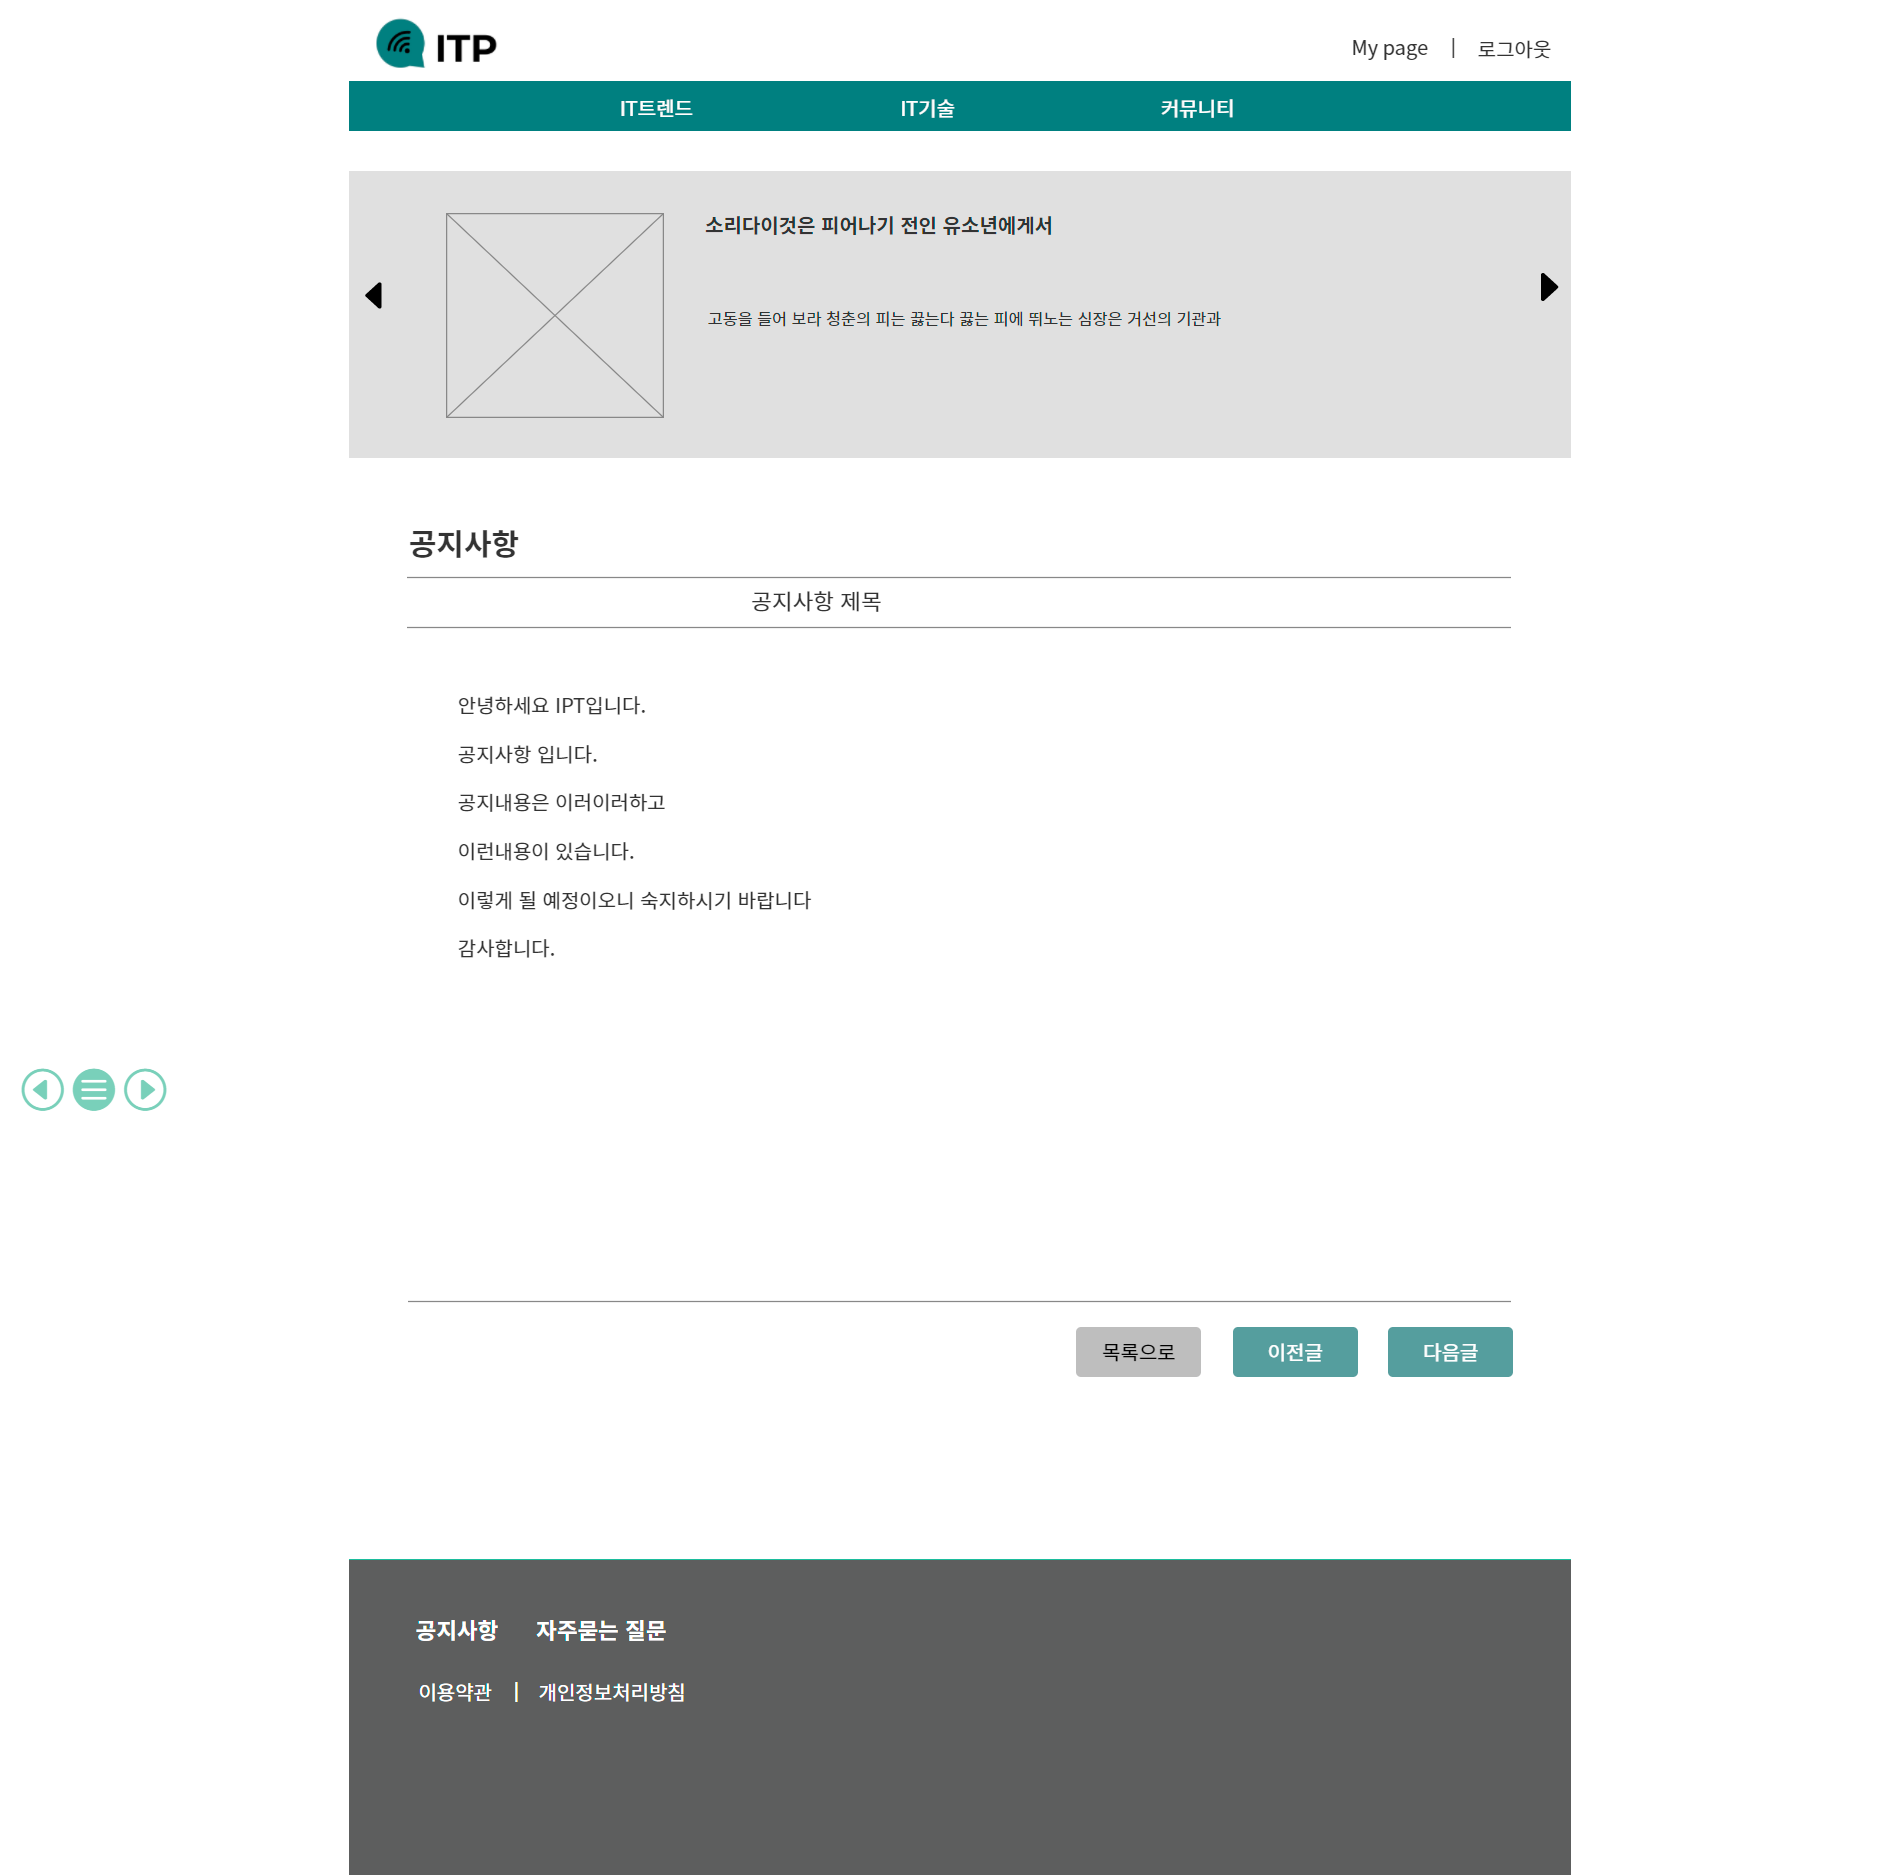 ITP
My page | 로그아웃
IT트렌드 IT기술 커뮤니티
소리다이것은 피어나기 전인 유소년에게서
고동을 들어 보라 청춘의 피는 끓는다 끓는 피에 뛰노는 심장은 거선의 기관과
공지사항
공지사항 제목
안녕하세요 IPT입니다.
공지사항 입니다.
공지내용은 이러이러하고
이런내용이 있습니다.
이렇게 될 예정이오니 숙지하시기 바랍니다
감사합니다.
목록으로 이전글 다음글
공지사항 자주묻는 질문
이용약관 | 개인정보처리방침